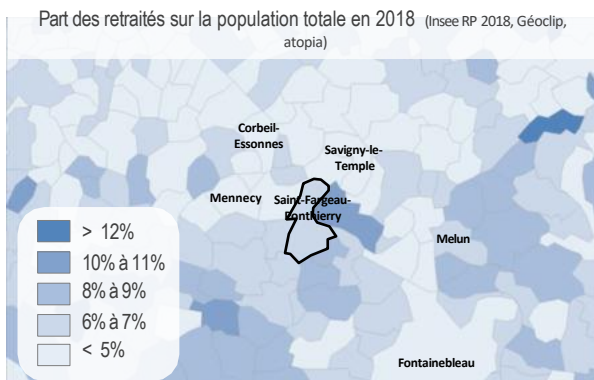 Part des retraités sur la population totale en 2018 (Insee RP 2018, Géoclip,
atopia)
Corbeil-
Essonnes
Savigny-le-
Temple
Mennecy
Saint-Fargeau-
Ponthierry
Melun
Fontainebleau
> 12%
10% à 11%
8% à 9%
6% à 7%
< 5%